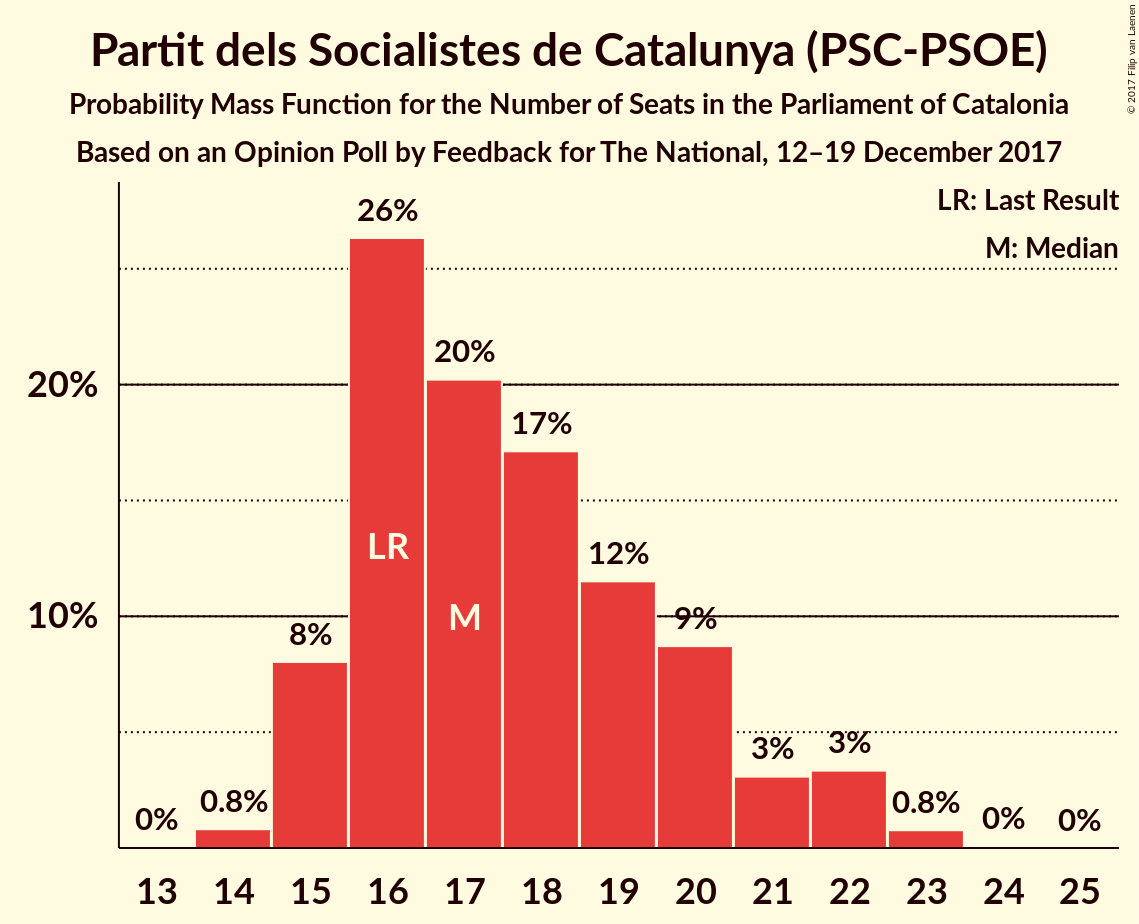 Partit dels Socialistes de Catalunya (PSC-PSOE)
Probability Mass Function for the Number of Seats in the Parliament of Catalonia
Based on an Opinion Poll by Feedback for The National, 12–19 December 2017
© 2017 Filip van Laenen
LR: Last Result
M: Median
26%
20%
20%
17%
LR
12%
10%
M
9%
8%
3%
3%
0%
0.8%
0.8%
0%
0%
13 14 15 16 17 18 19 20 21 22 23 24 25